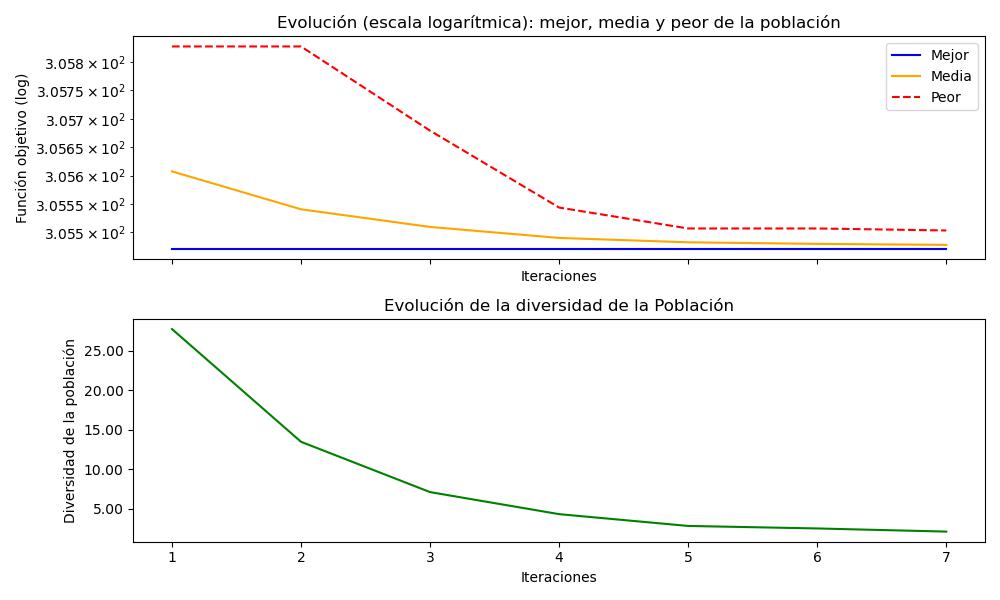 Evolución (escala logarítmica): mejor, media y peor de la población
Función objetivo (log)
3.058 × 10²
3.0575 × 10²
3.057 × 10²
3.0565 × 10²
3.056 × 10²
3.0555 × 10²
3.055 × 10²
Mejor
Media
Peor
Iteraciones
Evolución de la diversidad de la Población
Diversidad de la población
25.00
20.00
15.00
10.00
5.00
1 2 3 4 5 6 7
Iteraciones